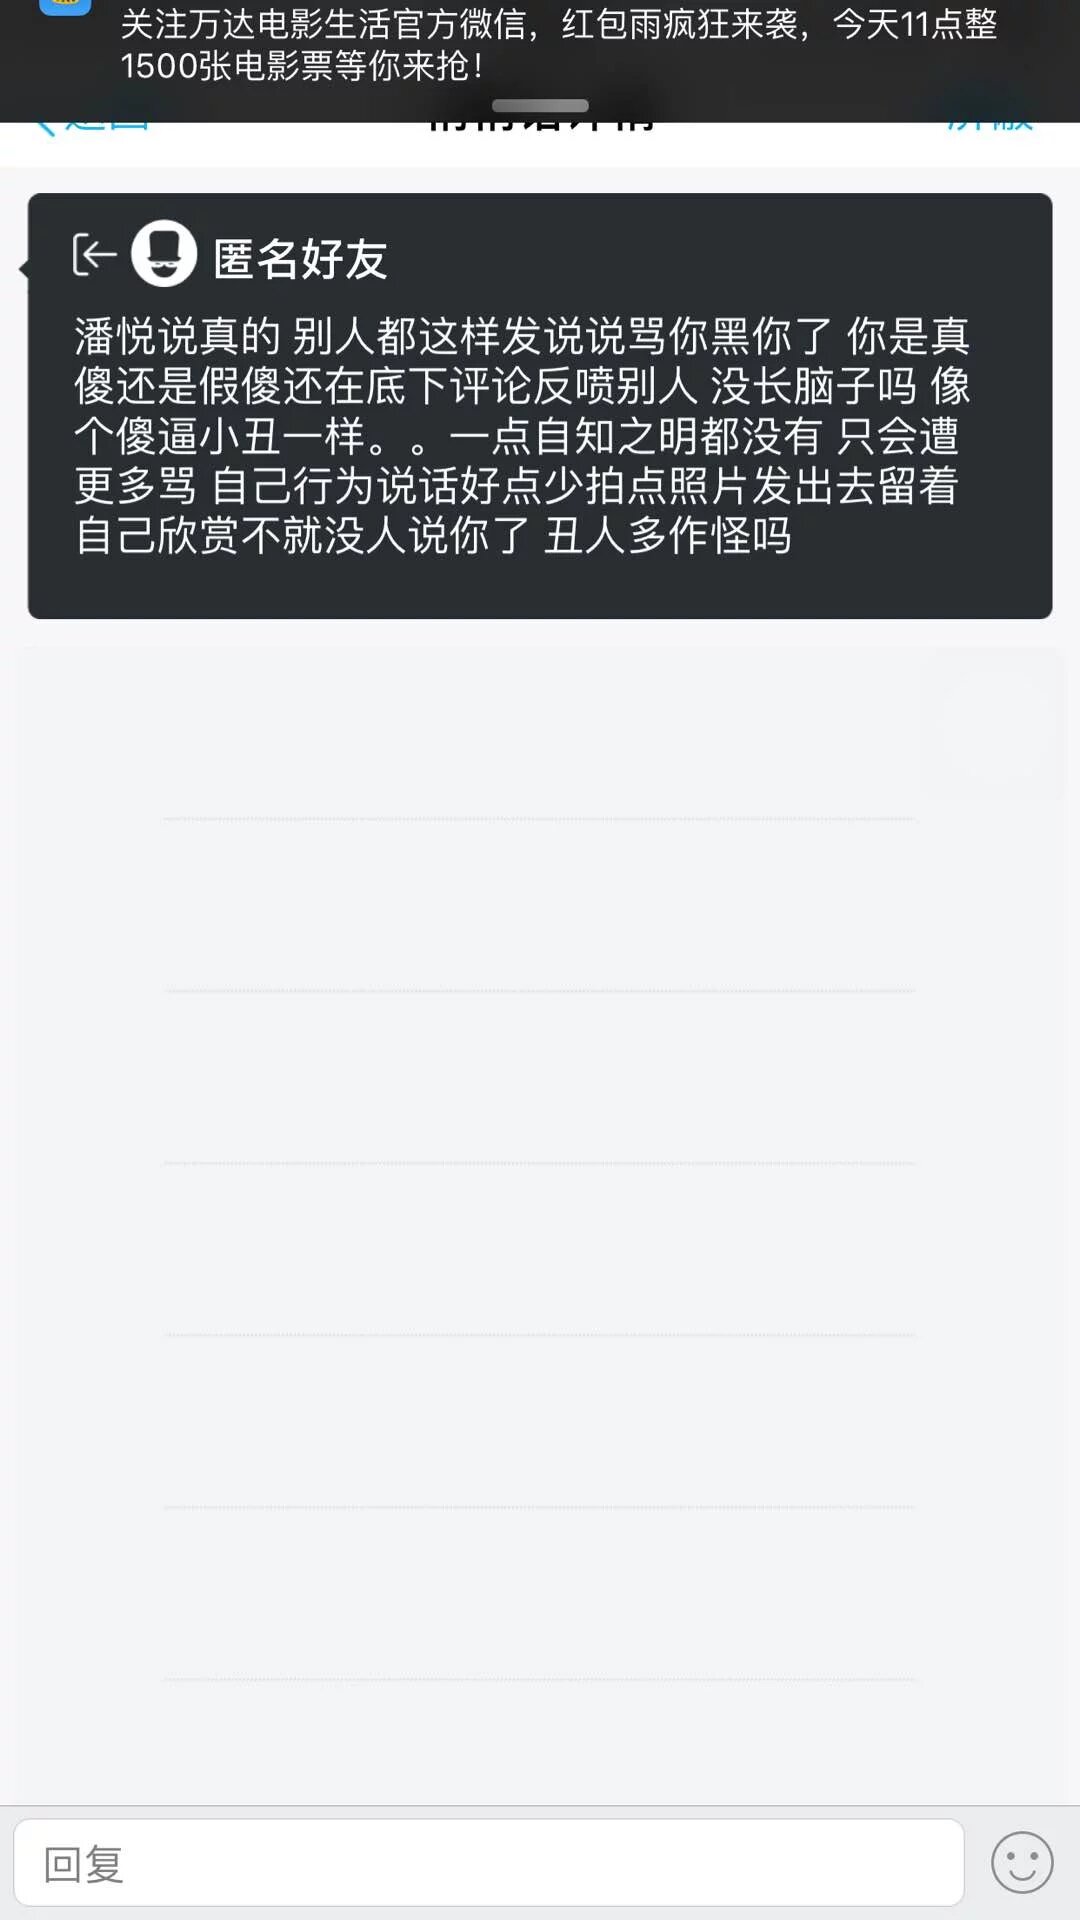 关注万达电影生活官方微信，红包雨疯狂来袭，今天11点整
1500张电影票等你来抢！
匿名好友
潘悦说真的 别人都这样发说说骂你黑你了 你是真
傻还是假傻还在底下评论反喷别人 没长脑子吗 像
个傻逼小丑一样。。一点自知之明都没有 只会遭
更多骂 自己行为说话好点少拍点照片发出去留着
自己欣赏不就没人说你了 丑人多作怪吗
回复